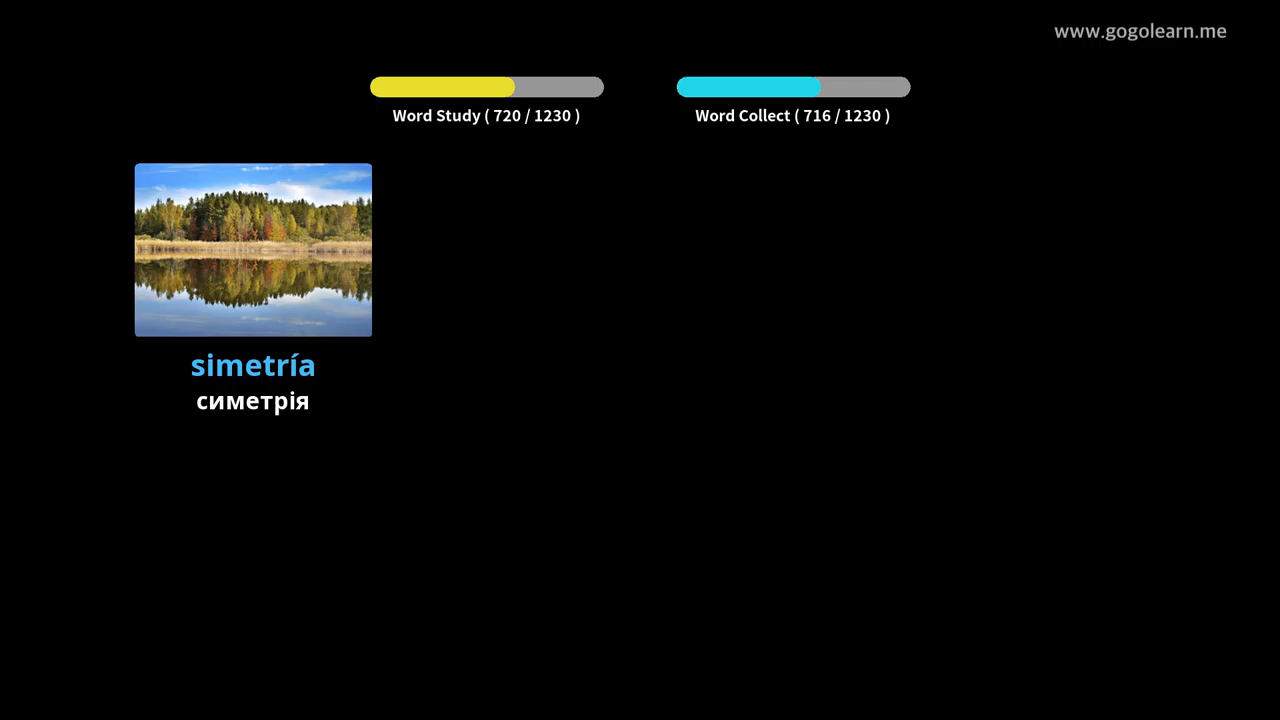 www.gogolearn.me
Word Study ( 720 / 1230 )
Word Collect ( 716 / 1230 )
simetría
симетрія